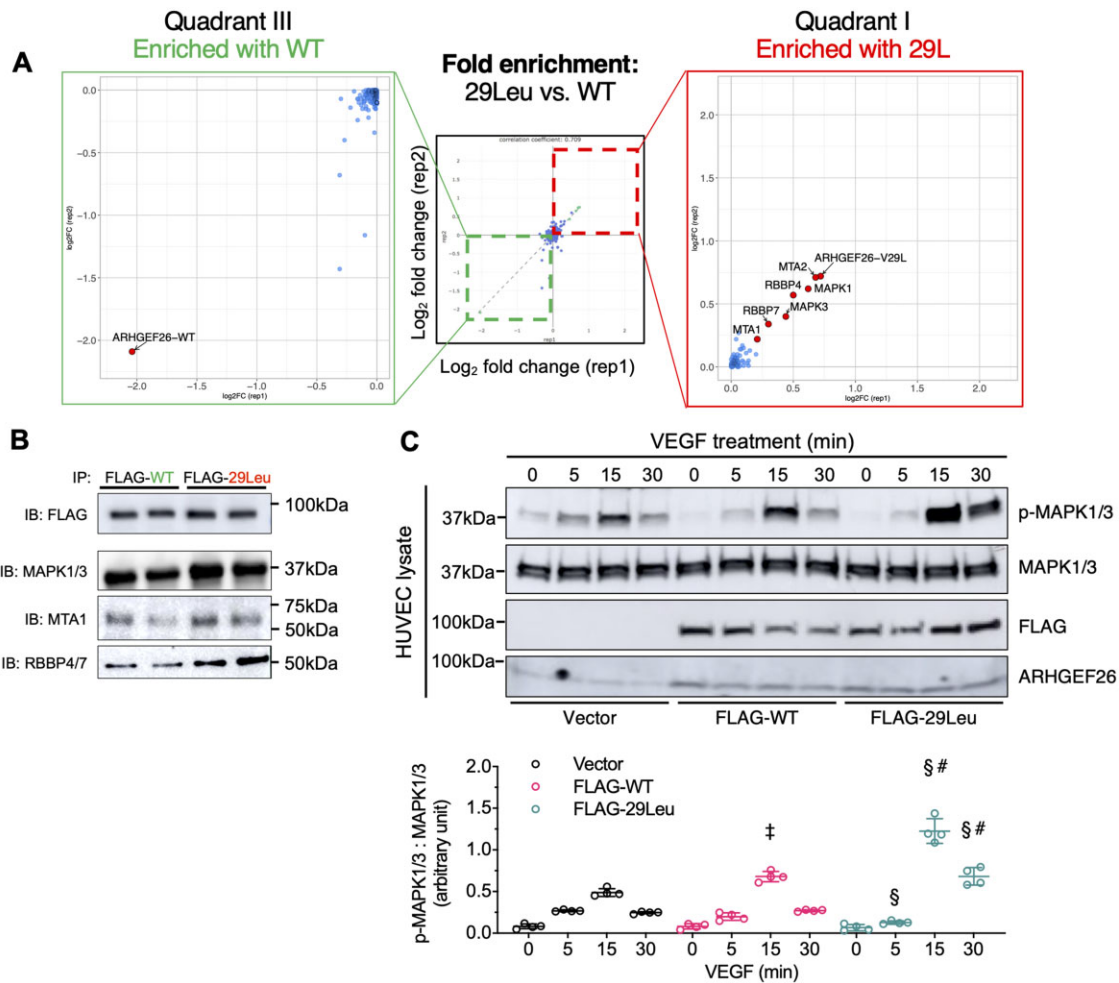 Quadrant III
Enriched with WT
Quadrant I
Enriched with 29L
A
Fold enrichment:
29Leu vs. WT
0.0
−0.5
−1.0
−1.5
−2.0
log2FC (rep2)
ARHGEF26−WT
−2.0 −1.5 −1.0 −0.5 0.0
log2FC (rep1)
correlation coefficient: 0.709
Log2 fold change (rep2)
rep2
rep1
Log2 fold change (rep1)
2.0
1.5
1.0
0.5
0.0
log2FC (rep2)
MTA2
ARHGEF26−V29L
RBBP4
MAPK1
RBBP7
MAPK3
MTA1
0.0 0.5 1.0 1.5 2.0
log2FC (rep1)
B
IP: FLAG-WT FLAG-29Leu
IB: FLAG 100kDa
IB: MAPK1/3 37kDa
IB: MTA1 75kDa
50kDa
IB: RBBP4/7 50kDa
C
VEGF treatment (min)
0 5 15 30 0 5 15 30 0 5 15 30
HUVEC lysate
37kDa p-MAPK1/3
37kDa MAPK1/3
100kDa FLAG
100kDa ARHGEF26
Vector FLAG-WT FLAG-29Leu
p-MAPK1/3 : MAPK1/3
(arbitrary unit)
2.0
1.5
1.0
0.5
0.0
Vector
FLAG-WT
FLAG-29Leu
‡
§
§ #
§ #
0 5 15 30 0 5 15 30 0 5 15 30
VEGF (min)